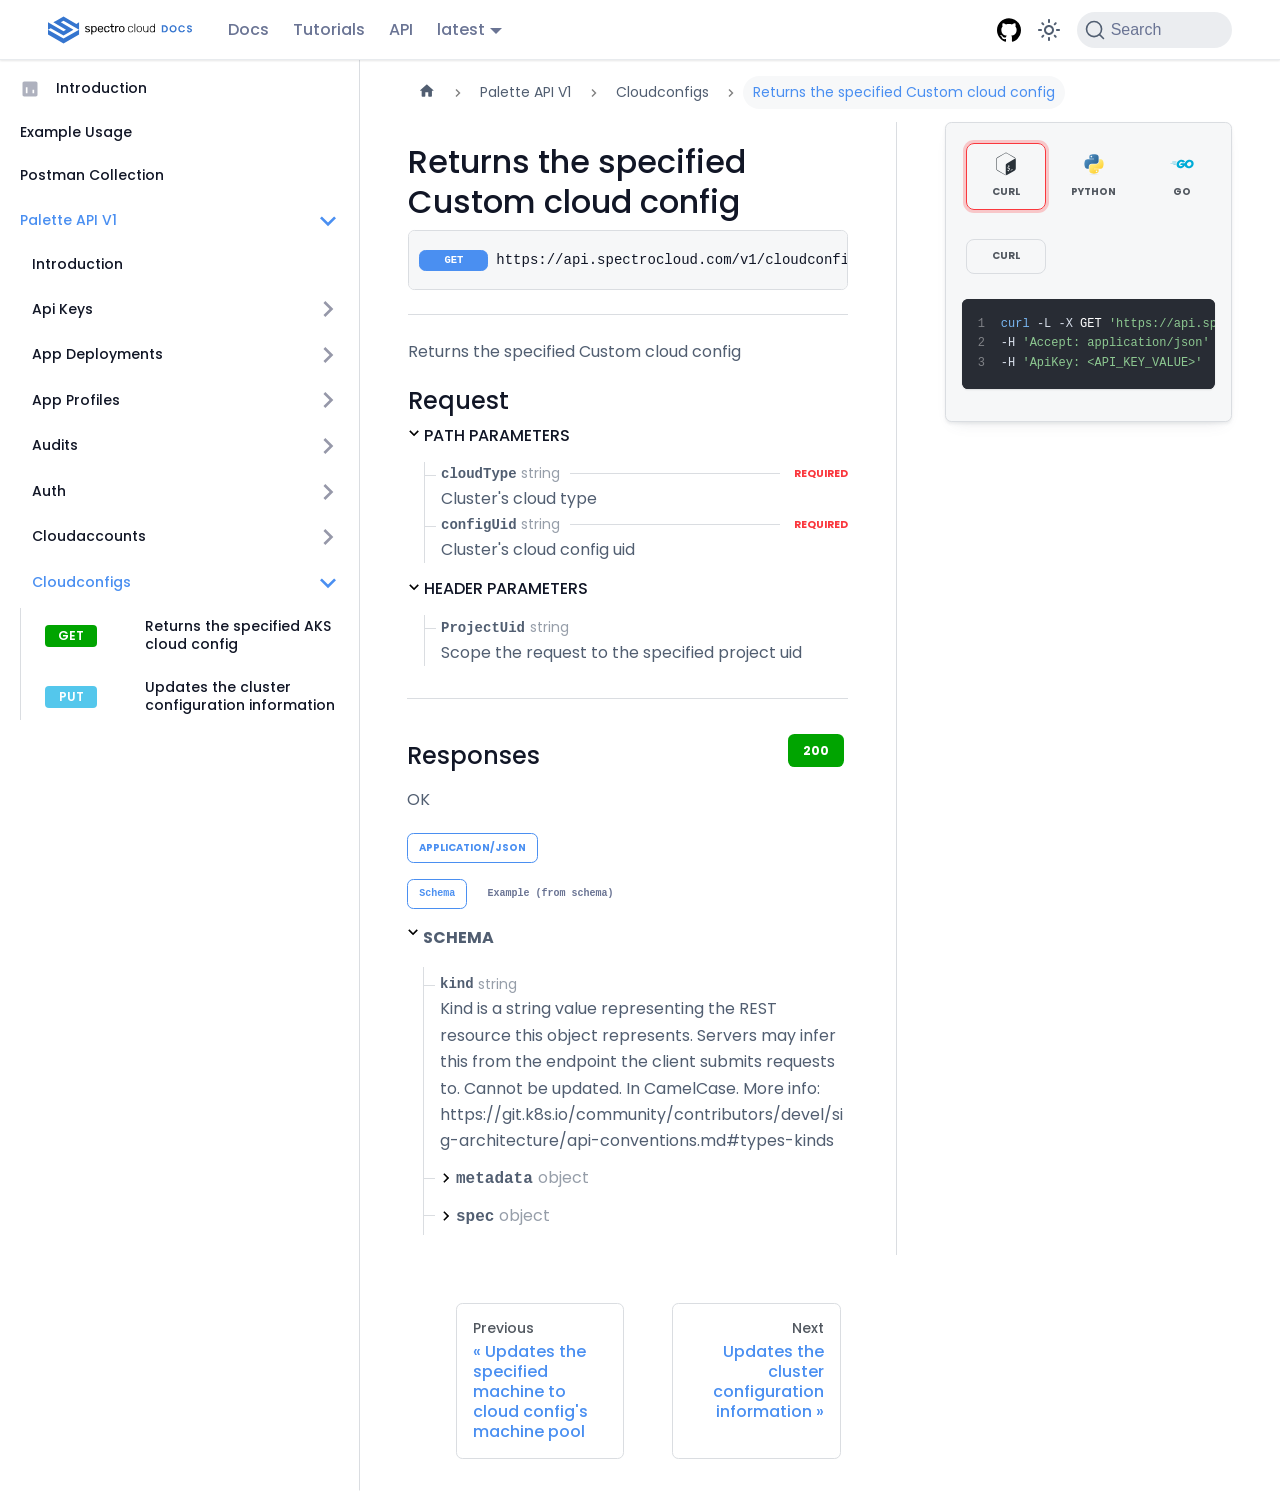 spectro cloud DOCS Docs Tutorials API latest Search
Introduction
Example Usage
Postman Collection
Palette API V1
Introduction
Api Keys
App Deployments
App Profiles
Audits
Auth
Cloudaccounts
Cloudconfigs
GET Returns the specified AKS
cloud config
PUT Updates the cluster
configuration information
Palette API V1 Cloudconfigs Returns the specified Custom cloud config
Returns the specified
Custom cloud config
GET https://api.spectrocloud.com/v1/cloudconfi
Returns the specified Custom cloud config
Request
PATH PARAMETERS
cloudType string REQUIRED
Cluster's cloud type
configUid string REQUIRED
Cluster's cloud config uid
HEADER PARAMETERS
ProjectUid string
Scope the request to the specified project uid
Responses 200
OK
APPLICATION/JSON
Schema Example (from schema)
SCHEMA
kind string
Kind is a string value representing the REST
resource this object represents. Servers may infer
this from the endpoint the client submits requests
to. Cannot be updated. In CamelCase. More info:
https://git.k8s.io/community/contributors/devel/si
g-architecture/api-conventions.md#types-kinds
metadata object
spec object
Previous
« Updates the
specified
machine to
cloud config's
machine pool
Next
Updates the
cluster
configuration
information »
CURL PYTHON GO
CURL
1 curl -L -X GET 'https://api.sp
2 -H 'Accept: application/json'
3 -H 'ApiKey: <API_KEY_VALUE>'